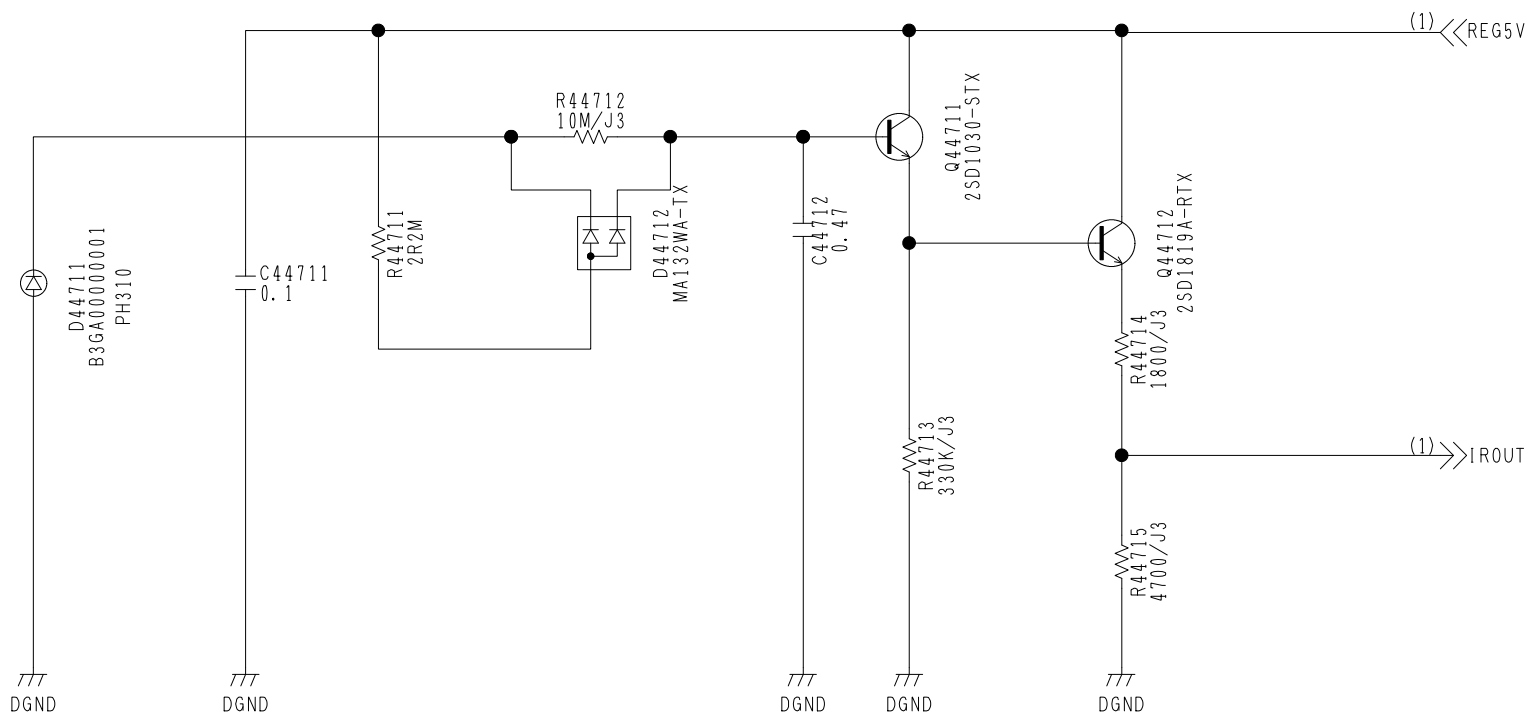 (1)
REG5V
R44712
10M/J3
Q44711
2SD1030-STX
D44711
B3GA00000001
PH310
C44711
0.1
R44711
2R2M
D44712
MA132WA-TX
C44712
0.47
Q44712
2SD1819A-RTX
R44714
1800/J3
R44713
330K/J3
(1)
IROUT
R44715
4700/J3
DGND
DGND
DGND
DGND
DGND